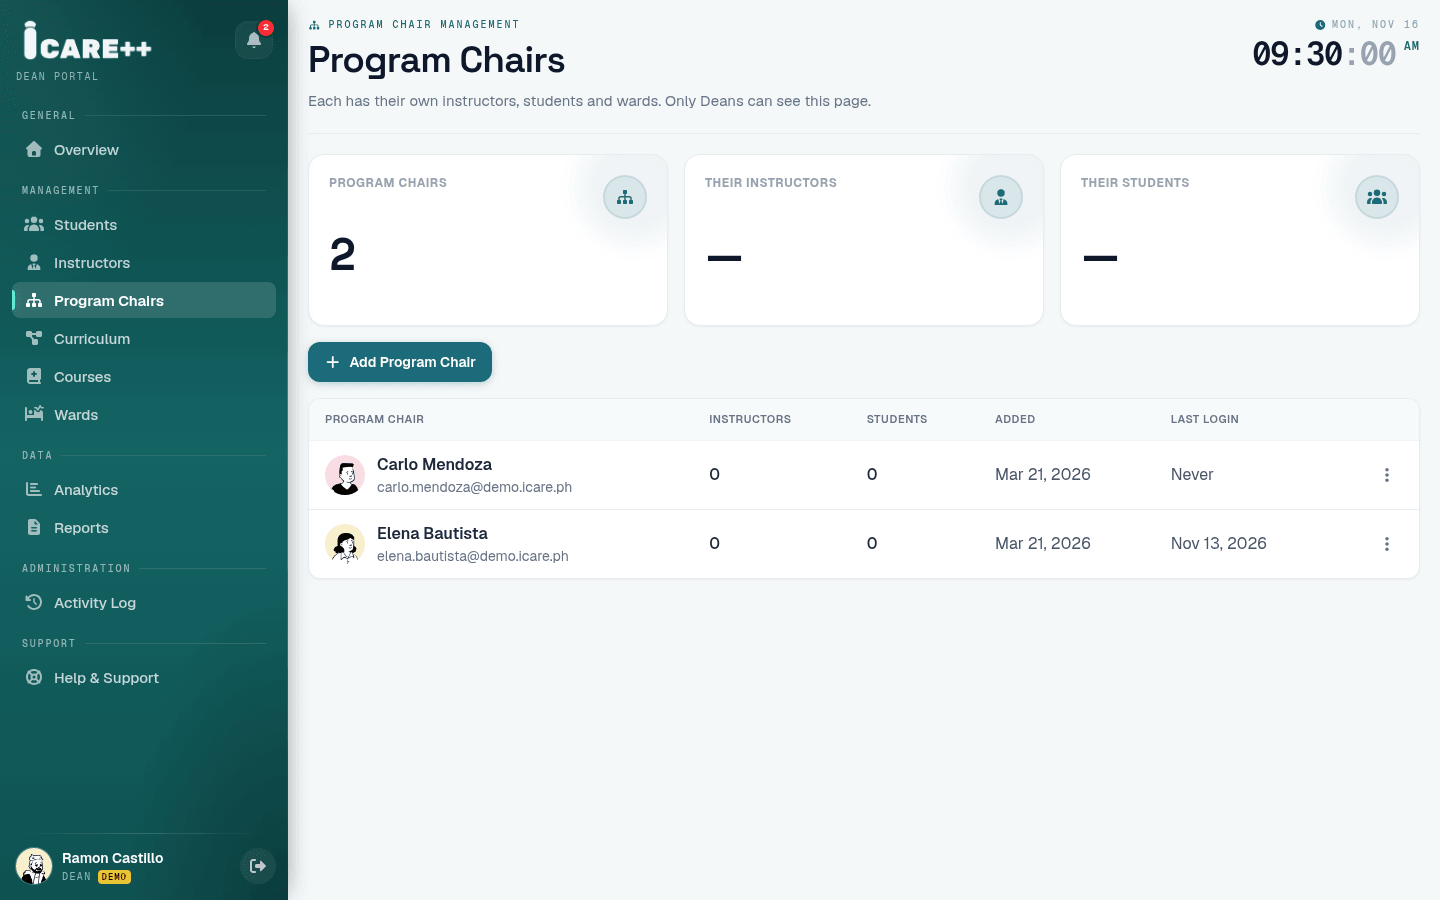 iCARE++
2
DEAN PORTAL
GENERAL
Overview
MANAGEMENT
Students
Instructors
Program Chairs
Curriculum
Courses
Wards
DATA
Analytics
Reports
ADMINISTRATION
Activity Log
SUPPORT
Help & Support
Ramon Castillo
DEAN DEMO
PROGRAM CHAIR MANAGEMENT
Program Chairs
Each has their own instructors, students and wards. Only Deans can see this page.
MON, NOV 16
09:30:00 AM
PROGRAM CHAIRS
2
THEIR INSTRUCTORS
—
THEIR STUDENTS
—
Add Program Chair
PROGRAM CHAIR INSTRUCTORS STUDENTS ADDED LAST LOGIN
Carlo Mendoza
carlo.mendoza@demo.icare.ph
0 0 Mar 21, 2026 Never
Elena Bautista
elena.bautista@demo.icare.ph
0 0 Mar 21, 2026 Nov 13, 2026